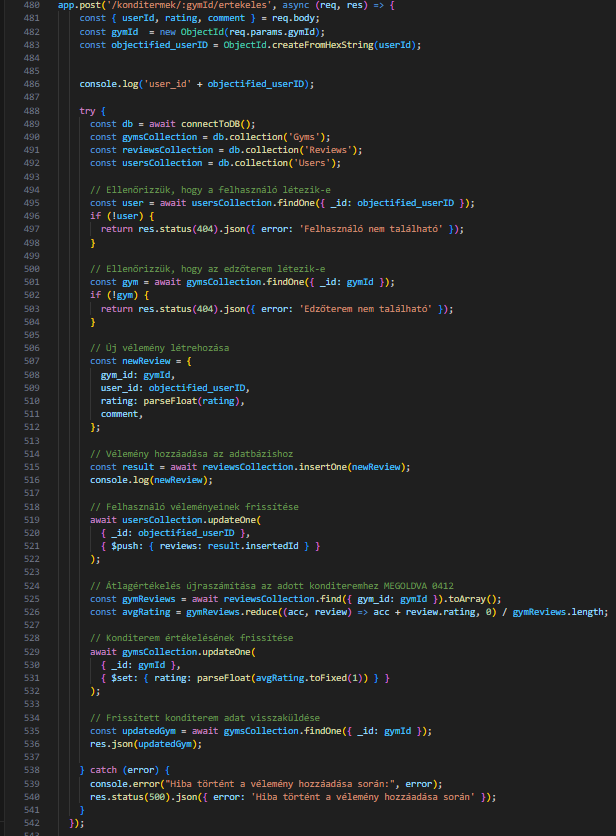 480 app.post('/konditermek/:gymId/ertekeles', async (req, res) => {
481 const { userId, rating, comment } = req.body;
482 const gymId  = new ObjectId(req.params.gymId);
483 const objectified_userID = ObjectId.createFromHexString(userId);
484
485
486 console.log('user_id' + objectified_userID);
487
488 try {
489 const db = await connectToDB();
490 const gymsCollection = db.collection('Gyms');
491 const reviewsCollection = db.collection('Reviews');
492 const usersCollection = db.collection('Users');
493
494 // Ellenőrizzük, hogy a felhasználó létezik-e
495 const user = await usersCollection.findOne({ _id: objectified_userID });
496 if (!user) {
497 return res.status(404).json({ error: 'Felhasználó nem található' });
498 }
499
500 // Ellenőrizzük, hogy az edzőterem létezik-e
501 const gym = await gymsCollection.findOne({ _id: gymId });
502 if (!gym) {
503 return res.status(404).json({ error: 'Edzőterem nem található' });
504 }
505
506 // Új vélemény létrehozása
507 const newReview = {
508 gym_id: gymId,
509 user_id: objectified_userID,
510 rating: parseFloat(rating),
511 comment,
512 };
513
514 // Vélemény hozzáadása az adatbázishoz
515 const result = await reviewsCollection.insertOne(newReview);
516 console.log(newReview);
517
518 // Felhasználó véleményeinek frissítése
519 await usersCollection.updateOne(
520 { _id: objectified_userID },
521 { $push: { reviews: result.insertedId } }
522 );
523
524 // Átlagértékelés újraszámítása az adott konditeremhez MEGOLDVA 0412
525 const gymReviews = await reviewsCollection.find({ gym_id: gymId }).toArray();
526 const avgRating = gymReviews.reduce((acc, review) => acc + review.rating, 0) / gymReviews.length;
527
528 // Konditerem értékelésének frissítése
529 await gymsCollection.updateOne(
530 { _id: gymId },
531 { $set: { rating: parseFloat(avgRating.toFixed(1)) } }
532 );
533
534 // Frissített konditerem adat visszaküldése
535 const updatedGym = await gymsCollection.findOne({ _id: gymId });
536 res.json(updatedGym);
537
538 } catch (error) {
539 console.error("Hiba történt a vélemény hozzáadása során:", error);
540 res.status(500).json({ error: 'Hiba történt a vélemény hozzáadása során' });
541 }
542 });